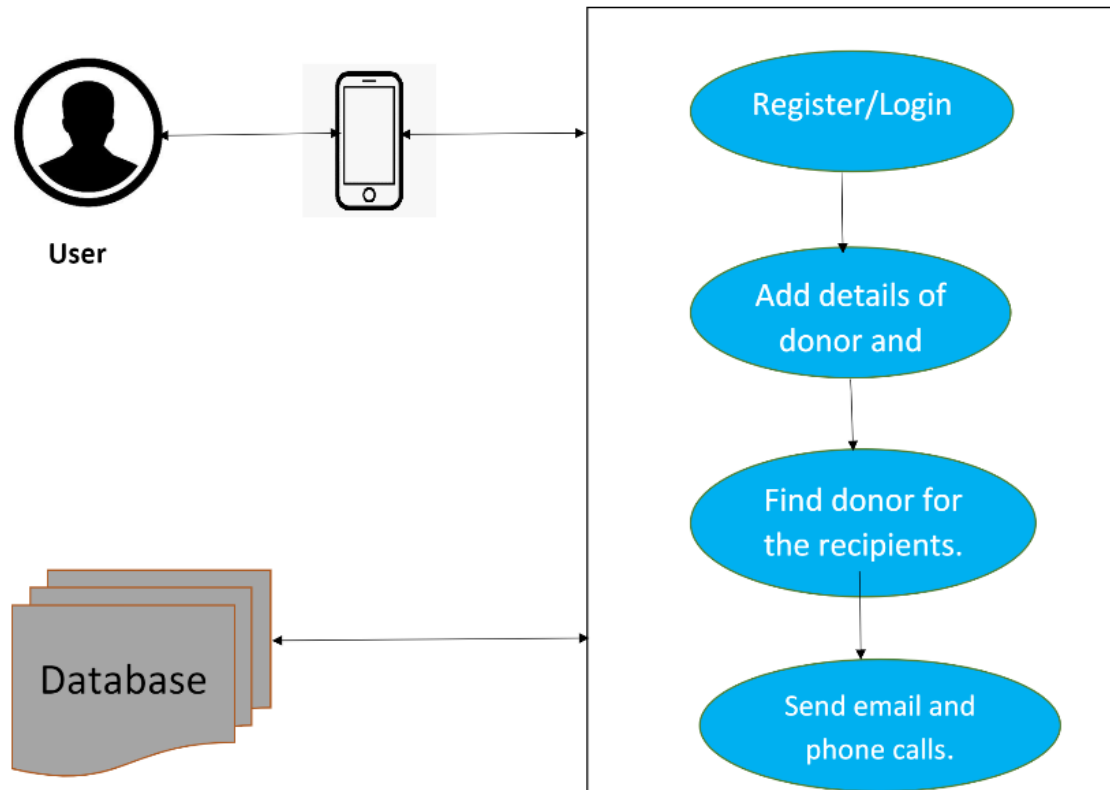 User
Database
Register/Login
Add details of
donor and
Find donor for
the recipients.
Send email and
phone calls.